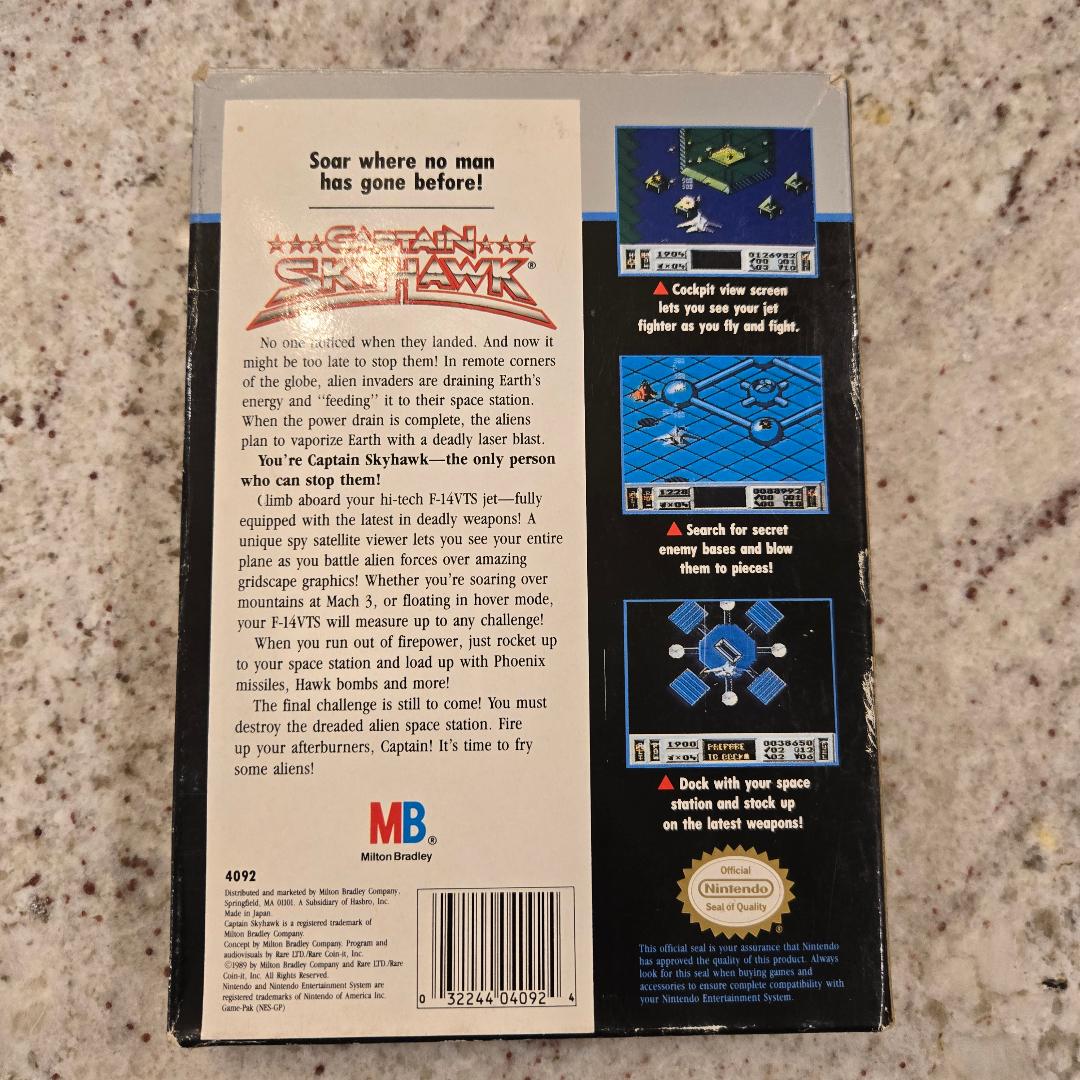 Soar where no man
has gone before!
CAPTAIN
SKYHAWK®
No one noticed when they landed. And now it
might be too late to stop them! In remote corners
of the globe, alien invaders are draining Earth's
energy and "feeding" it to their space station.
When the power drain is complete, the aliens
plan to vaporize Earth with a deadly laser blast.
You're Captain Skyhawk—the only person
who can stop them!
Climb aboard your hi-tech F-14VTS jet—fully
equipped with the latest in deadly weapons! A
unique spy satellite viewer lets you see your entire
plane as you battle alien forces over amazing
gridscape graphics! Whether you're soaring over
mountains at Mach 3, or floating in hover mode,
your F-14VTS will measure up to any challenge!
When you run out of firepower, just rocket up
to your space station and load up with Phoenix
missiles, Hawk bombs and more!
The final challenge is still to come! You must
destroy the dreaded alien space station. Fire
up your afterburners, Captain! It's time to fry
some aliens!
MB®
Milton Bradley
4092
Distributed and marketed by Milton Bradley Company,
Springfield, MA 01101. A Subsidiary of Hasbro, Inc.
Made in Japan.
Captain Skyhawk is a registered trademark of
Milton Bradley Company.
Concept by Milton Bradley Company. Program and
audiovisuals by Rare LTD./Rare Coin-it, Inc.
©1989 by Milton Bradley Company and Rare LTD./Rare
Coin-it, Inc. All Rights Reserved.
Nintendo and Nintendo Entertainment System are
registered trademarks of Nintendo of America Inc.
Game-Pak (NES-GP)
0 32244 04092 4
1904 0126982
Cockpit view screen
lets you see your jet
fighter as you fly and fight.
1228 0088992
Search for secret
enemy bases and blow
them to pieces!
1900 PREPARE 0038650
TO DOCK
Dock with your space
station and stock up
on the latest weapons!
Official
Nintendo
Seal of Quality
®
This official seal is your assurance that Nintendo
has approved the quality of this product. Always
look for this seal when buying games and
accessories to ensure complete compatibility with
your Nintendo Entertainment System.